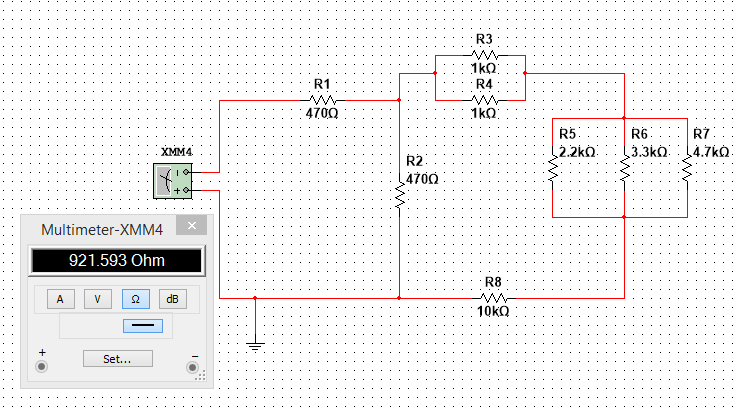 R3
1kΩ
R4
1kΩ
R1
470Ω
R5
2.2kΩ
R6
3.3kΩ
R7
4.7kΩ
XMM4
R2
470Ω
Multimeter-XMM4
921.593 Ohm
A V Ω dB
+ Set... −
R8
10kΩ